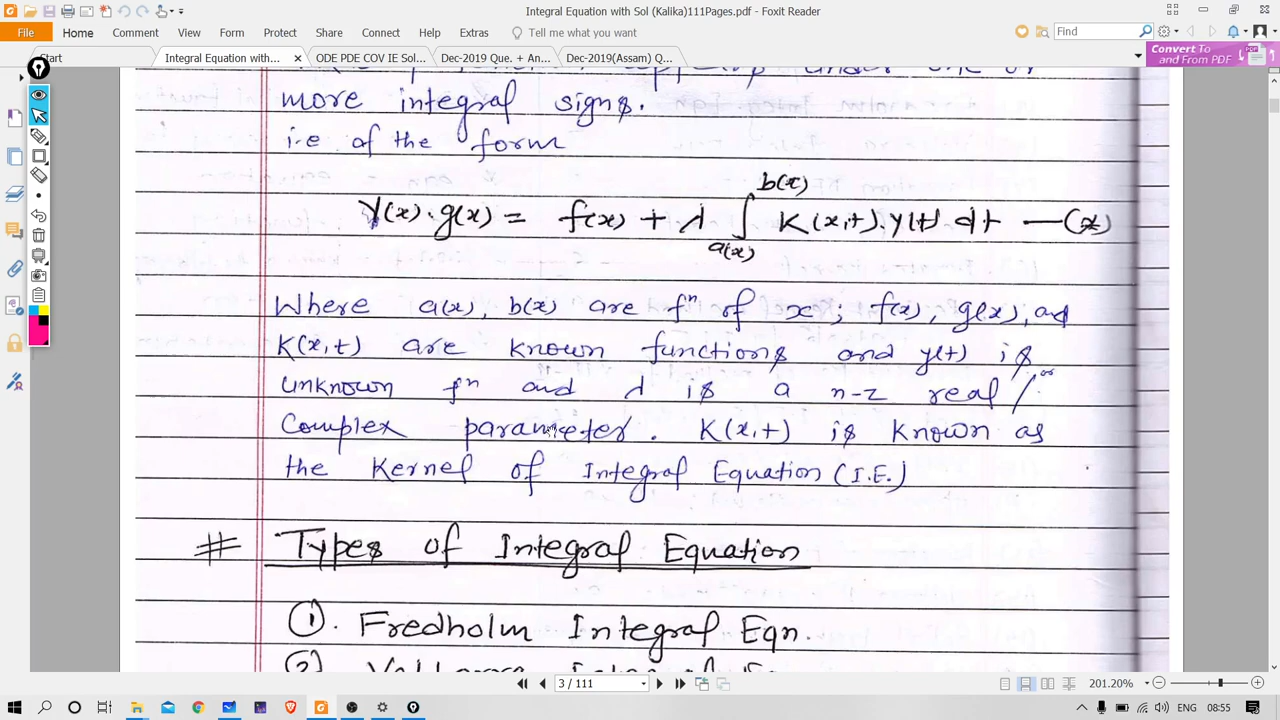 Integral Equation with Sol (Kalika)111Pages.pdf - Foxit Reader
File Home Comment View Form Protect Share Connect Help Extras Tell me what you want... Find
Start Integral Equation with... ODE PDE COV IE Sol... Dec-2019 Que. + An... Dec-2019(Assam) Q... Convert To and From PDF
more integral signs.
i.e of the form
y(x).g(x) = f(x) + λ ∫_{a(x)}^{b(x)} K(x,t).y(t) dt —(*)
Where a(x), b(x) are fⁿ of x ; f(x), g(x), and
K(x,t) are known functions and y(t) is
unknown fⁿ and λ is a n-z real / or
Complex parameter. K(x,t) is known as
the Kernel of Integral Equation (I.E.)
# Types of Integral Equation
①. Fredholm Integral Eqn.
3 / 111 201.20%
ENG 08:55